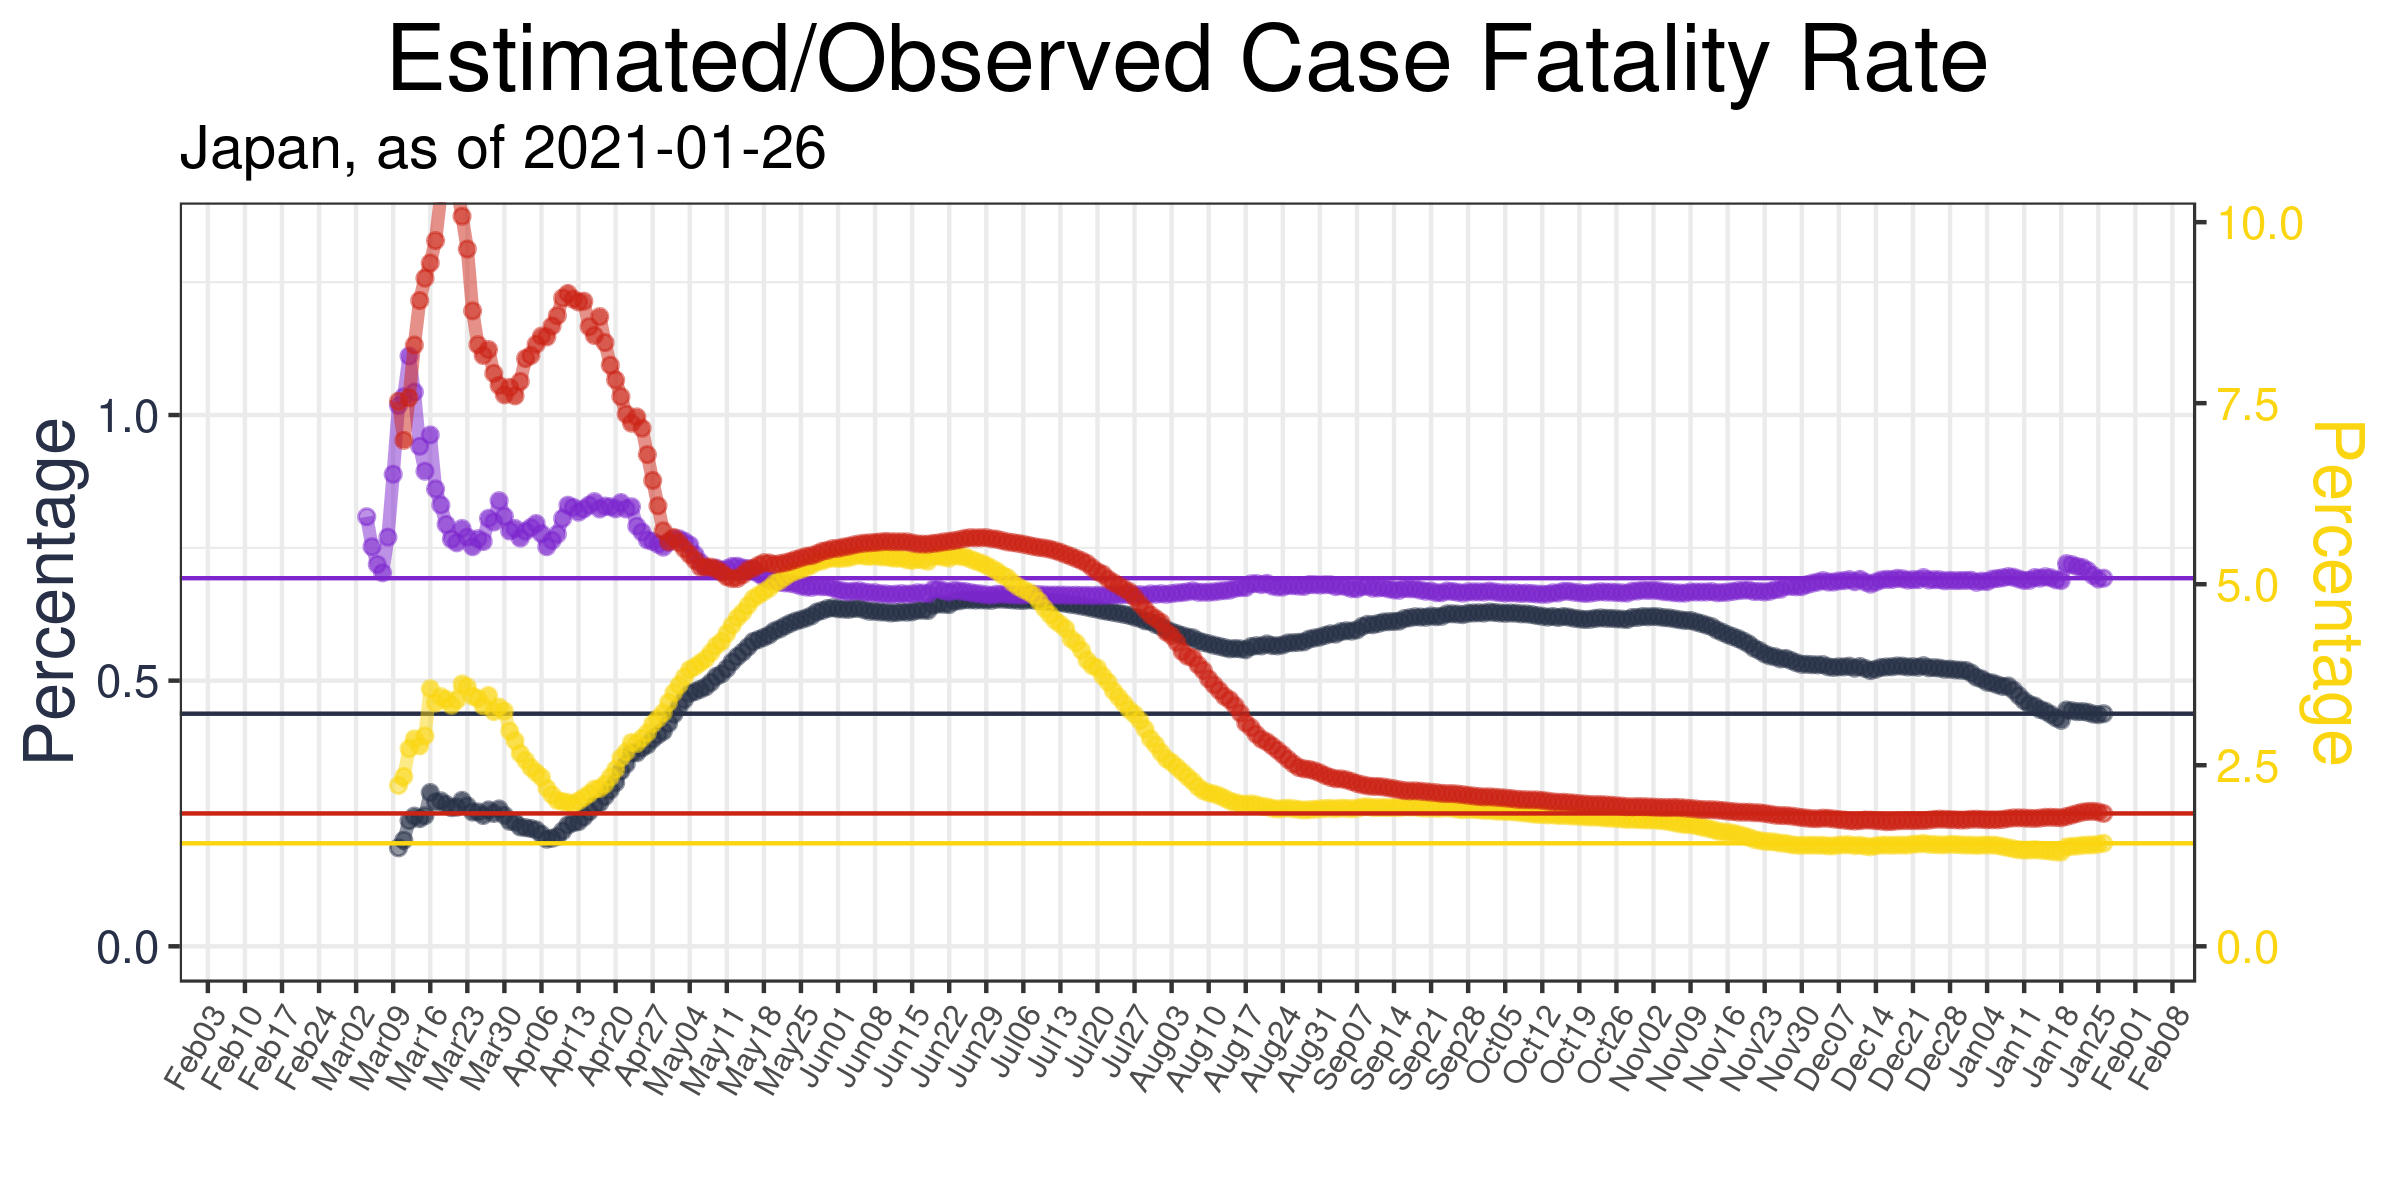 Estimated/Observed Case Fatality Rate
Japan, as of 2021-01-26
Percentage
1.0
0.5
0.0
10.0
7.5
5.0
2.5
0.0
Percentage
Feb03
Feb10
Feb17
Feb24
Mar02
Mar09
Mar16
Mar23
Mar30
Apr06
Apr13
Apr20
Apr27
May04
May11
May18
May25
Jun01
Jun08
Jun15
Jun22
Jun29
Jul06
Jul13
Jul20
Jul27
Aug03
Aug10
Aug17
Aug24
Aug31
Sep07
Sep14
Sep21
Sep28
Oct05
Oct12
Oct19
Oct26
Nov02
Nov09
Nov16
Nov23
Nov30
Dec07
Dec14
Dec21
Dec28
Jan04
Jan11
Jan18
Jan25
Feb01
Feb08